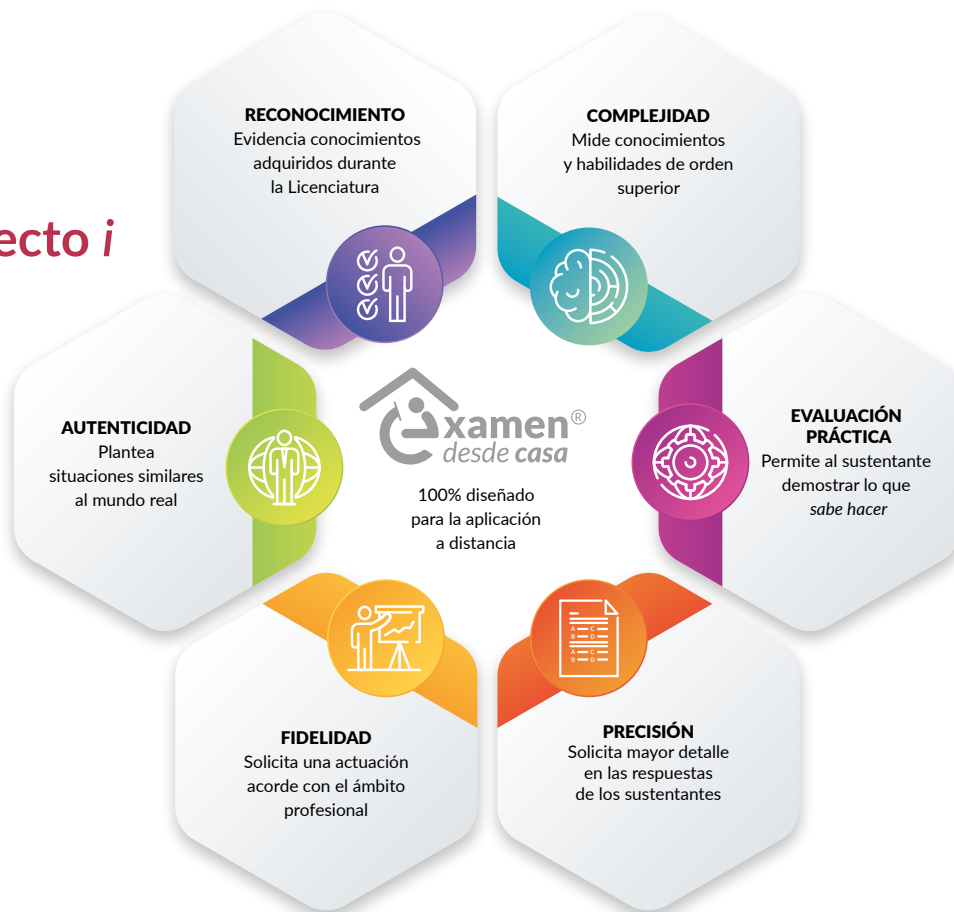 RECONOCIMIENTO
Evidencia conocimientos
adquiridos durante
la Licenciatura
COMPLEJIDAD
Mide conocimientos
y habilidades de orden
superior
ecto i
AUTENTICIDAD
Plantea
situaciones similares
al mundo real
examen®
desde casa
100% diseñado
para la aplicación
a distancia
EVALUACIÓN
PRÁCTICA
Permite al sustentante
demostrar lo que
sabe hacer
A C
B D
A C
B D
FIDELIDAD
Solicita una actuación
acorde con el ámbito
profesional
PRECISIÓN
Solicita mayor detalle
en las respuestas
de los sustentantes